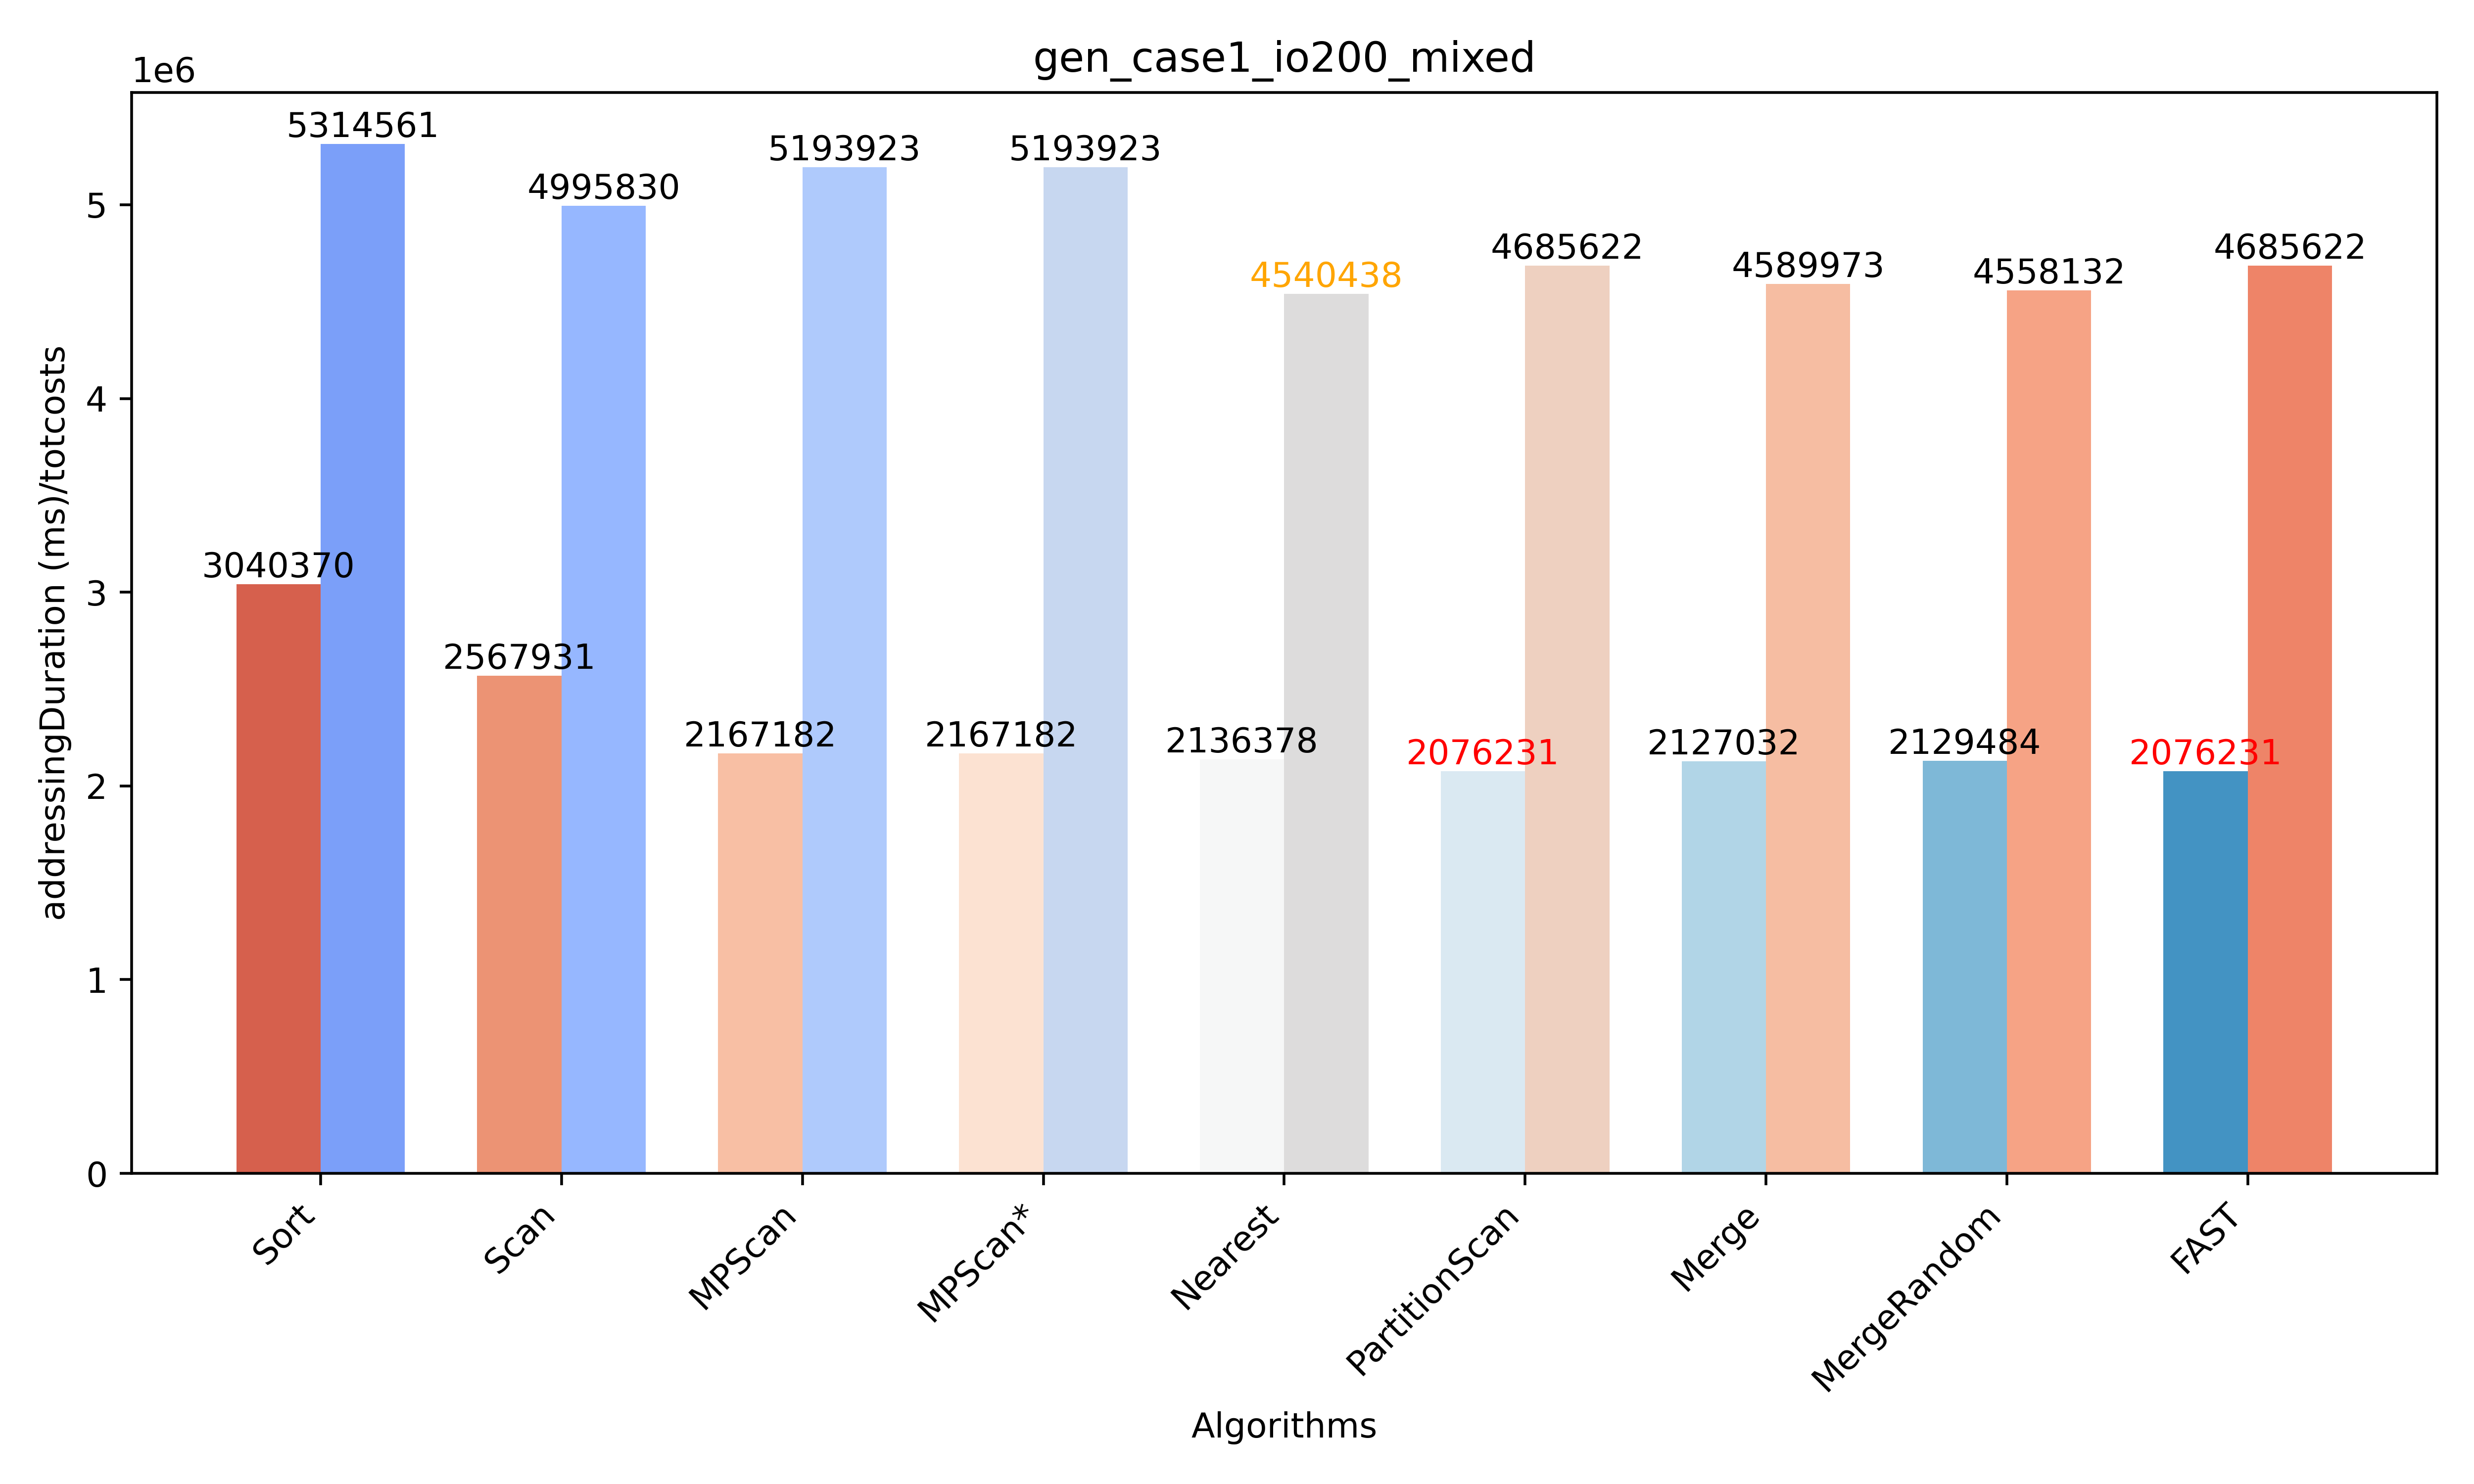 gen_case1_io200_mixed
1e6
5314561
4995830
5193923
5193923
4540438
4685622
4589973
4558132
4685622
3040370
2567931
2167182
2167182
2136378
2076231
2127032
2129484
2076231
5
4
3
2
1
0
addressingDuration (ms)/totcosts
Sort
Scan
MPScan
MPScan*
Nearest
PartitionScan
Merge
MergeRandom
FAST
Algorithms